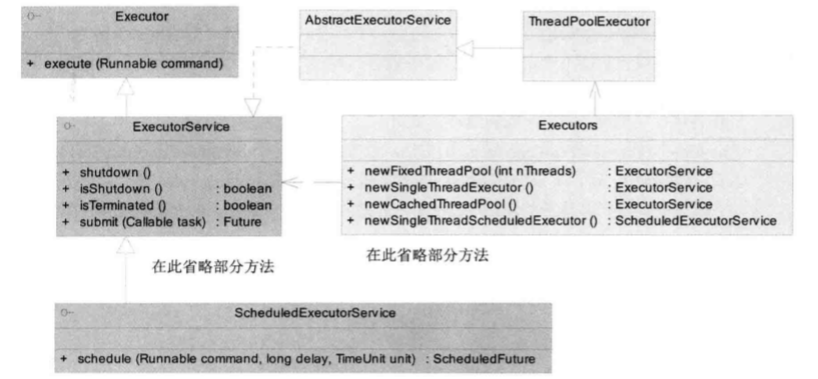 Executor
+ execute (Runnable command)
AbstractExecutorService
ThreadPoolExecutor
ExecutorService
+ shutdown ()
+ isShutdown () : boolean
+ isTerminated () : boolean
+ submit (Callable task) : Future
Executors
+ newFixedThreadPool (int nThreads) : ExecutorService
+ newSingleThreadExecutor () : ExecutorService
+ newCachedThreadPool () : ExecutorService
+ newSingleThreadScheduledExecutor () : ScheduledExecutorService
在此省略部分方法
在此省略部分方法
ScheduledExecutorService
+ schedule (Runnable command, long delay, TimeUnit unit) : ScheduledFuture